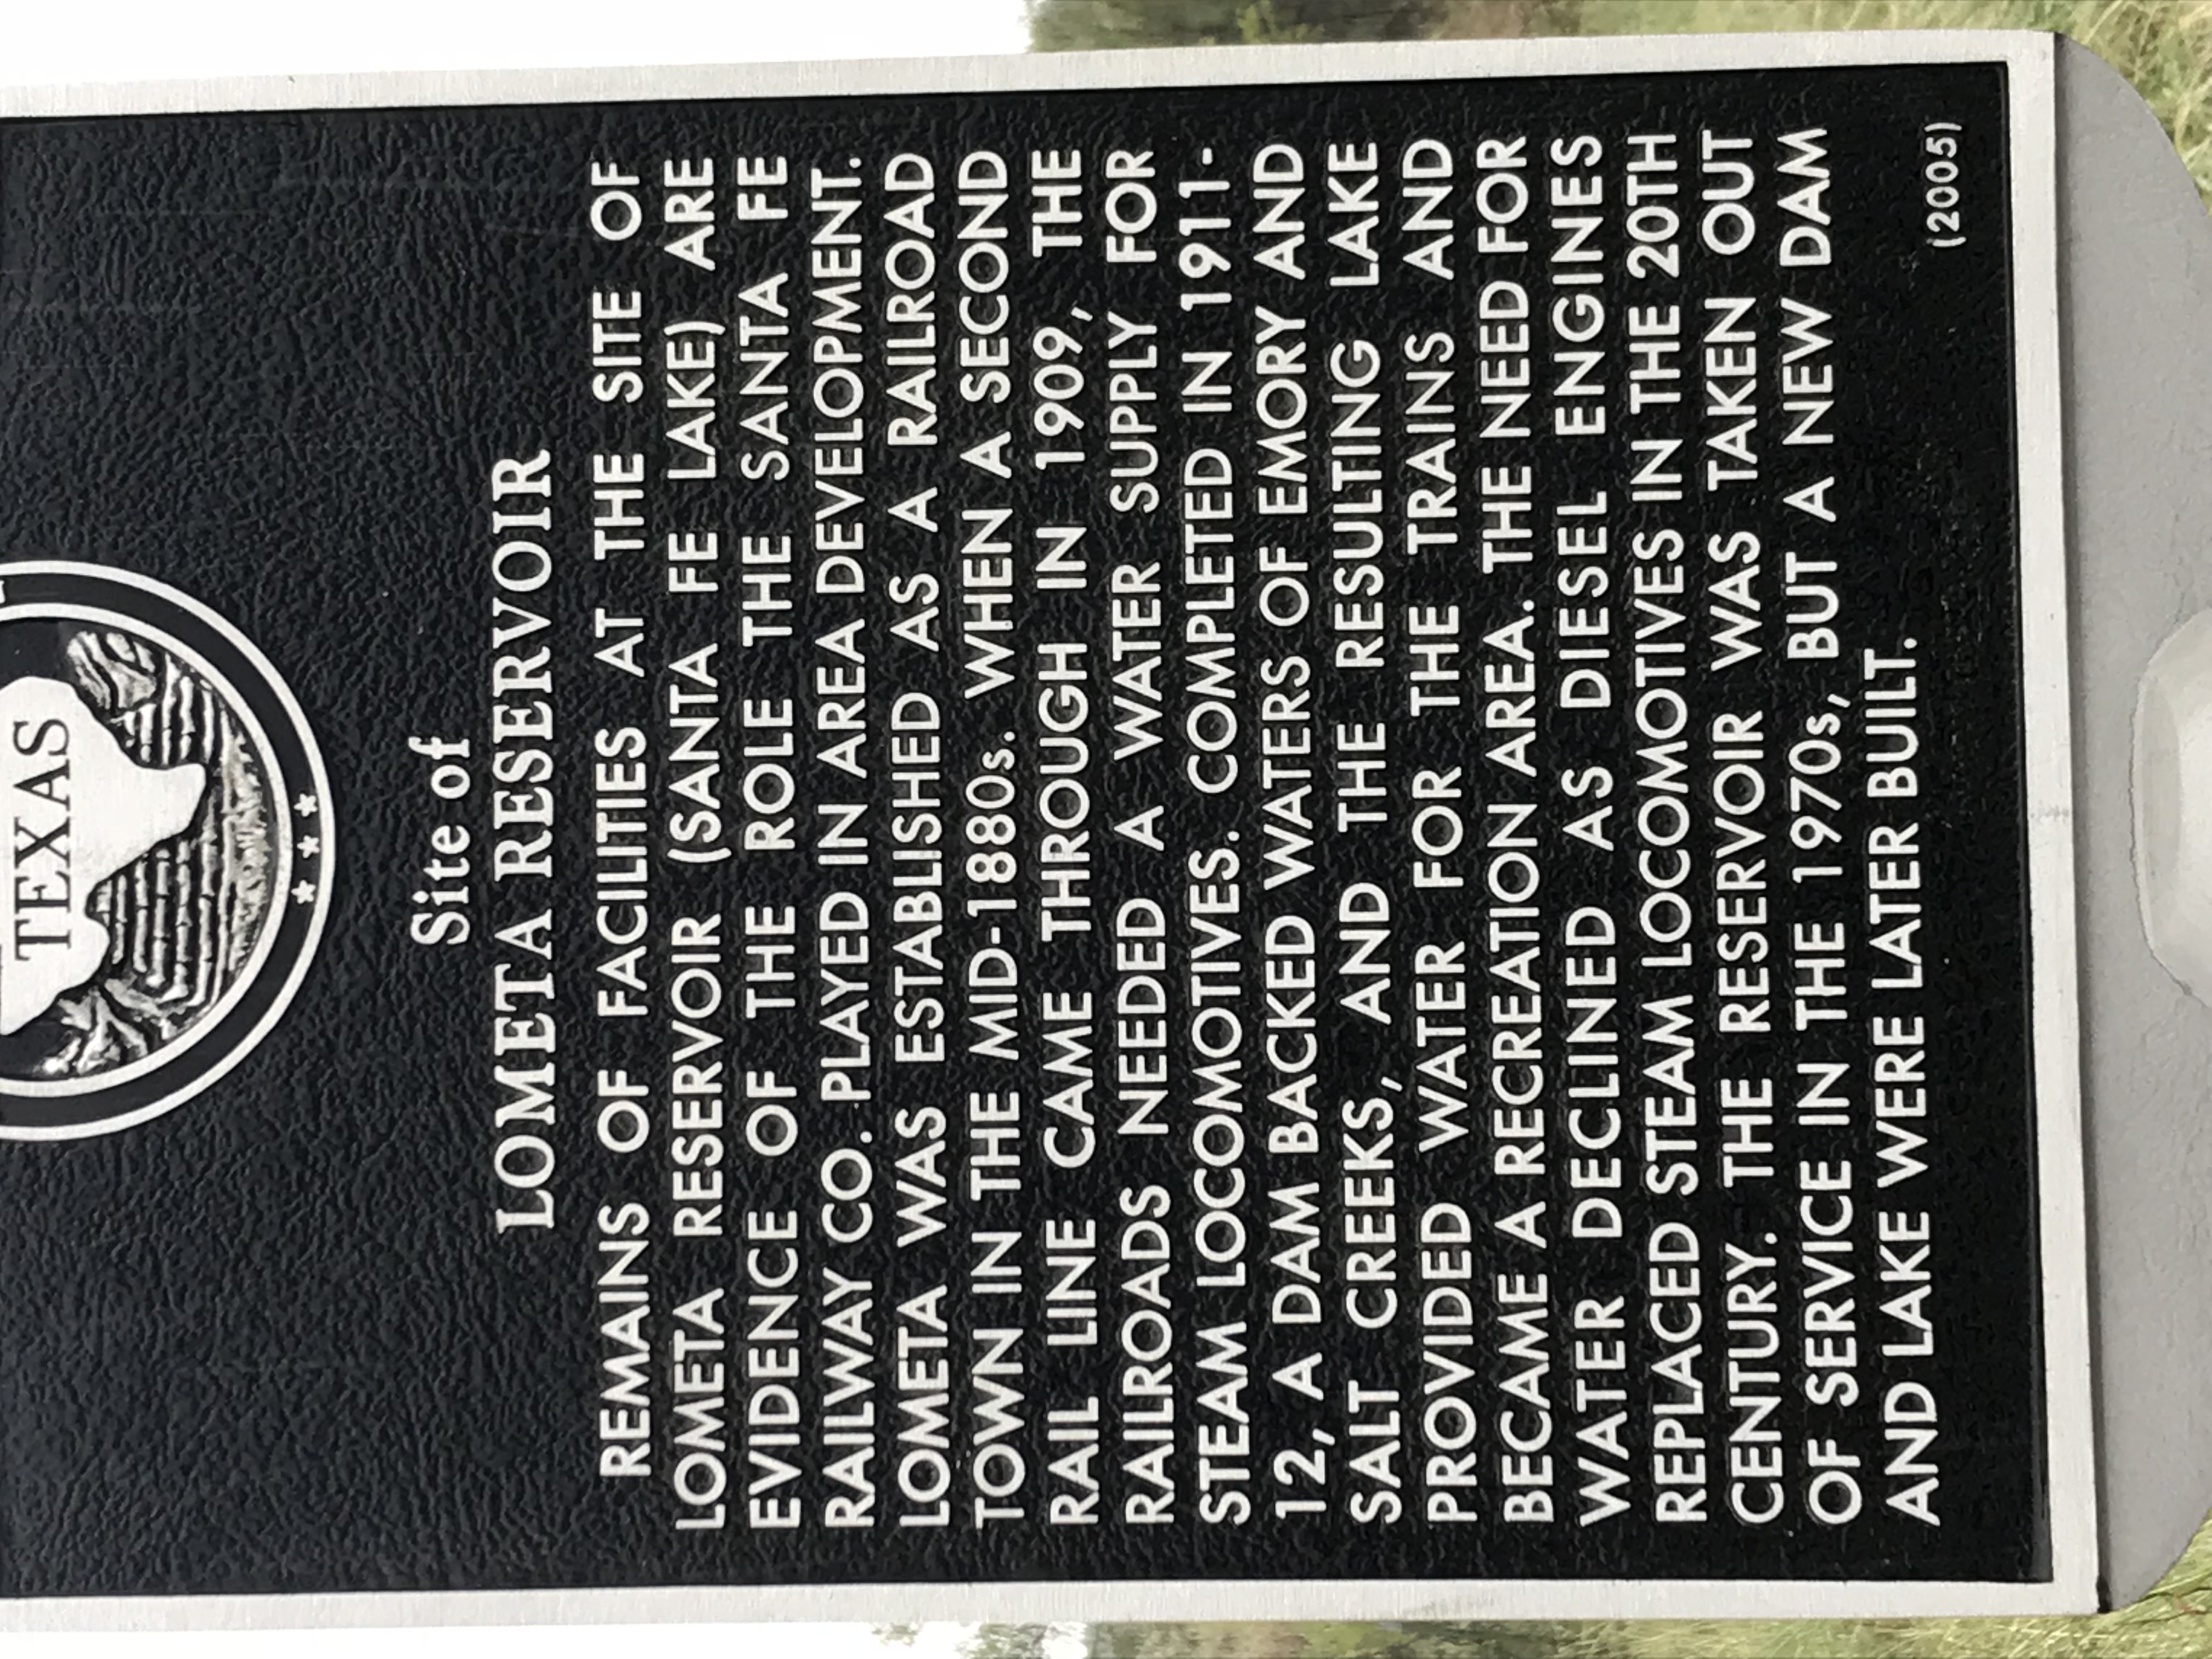 TEXAS
Site of
LOMETA RESERVOIR
REMAINS OF FACILITIES AT THE SITE OF
LOMETA RESERVOIR (SANTA FE LAKE) ARE
EVIDENCE OF THE ROLE THE SANTA FE
RAILWAY CO. PLAYED IN AREA DEVELOPMENT.
LOMETA WAS ESTABLISHED AS A RAILROAD
TOWN IN THE MID-1880s. WHEN A SECOND
RAIL LINE CAME THROUGH IN 1909, THE
RAILROADS NEEDED A WATER SUPPLY FOR
STEAM LOCOMOTIVES. COMPLETED IN 1911-
12, A DAM BACKED WATERS OF EMORY AND
SALT CREEKS, AND THE RESULTING LAKE
PROVIDED WATER FOR THE TRAINS AND
BECAME A RECREATION AREA. THE NEED FOR
WATER DECLINED AS DIESEL ENGINES
REPLACED STEAM LOCOMOTIVES IN THE 20TH
CENTURY. THE RESERVOIR WAS TAKEN OUT
OF SERVICE IN THE 1970s, BUT A NEW DAM
AND LAKE WERE LATER BUILT.
(2005)